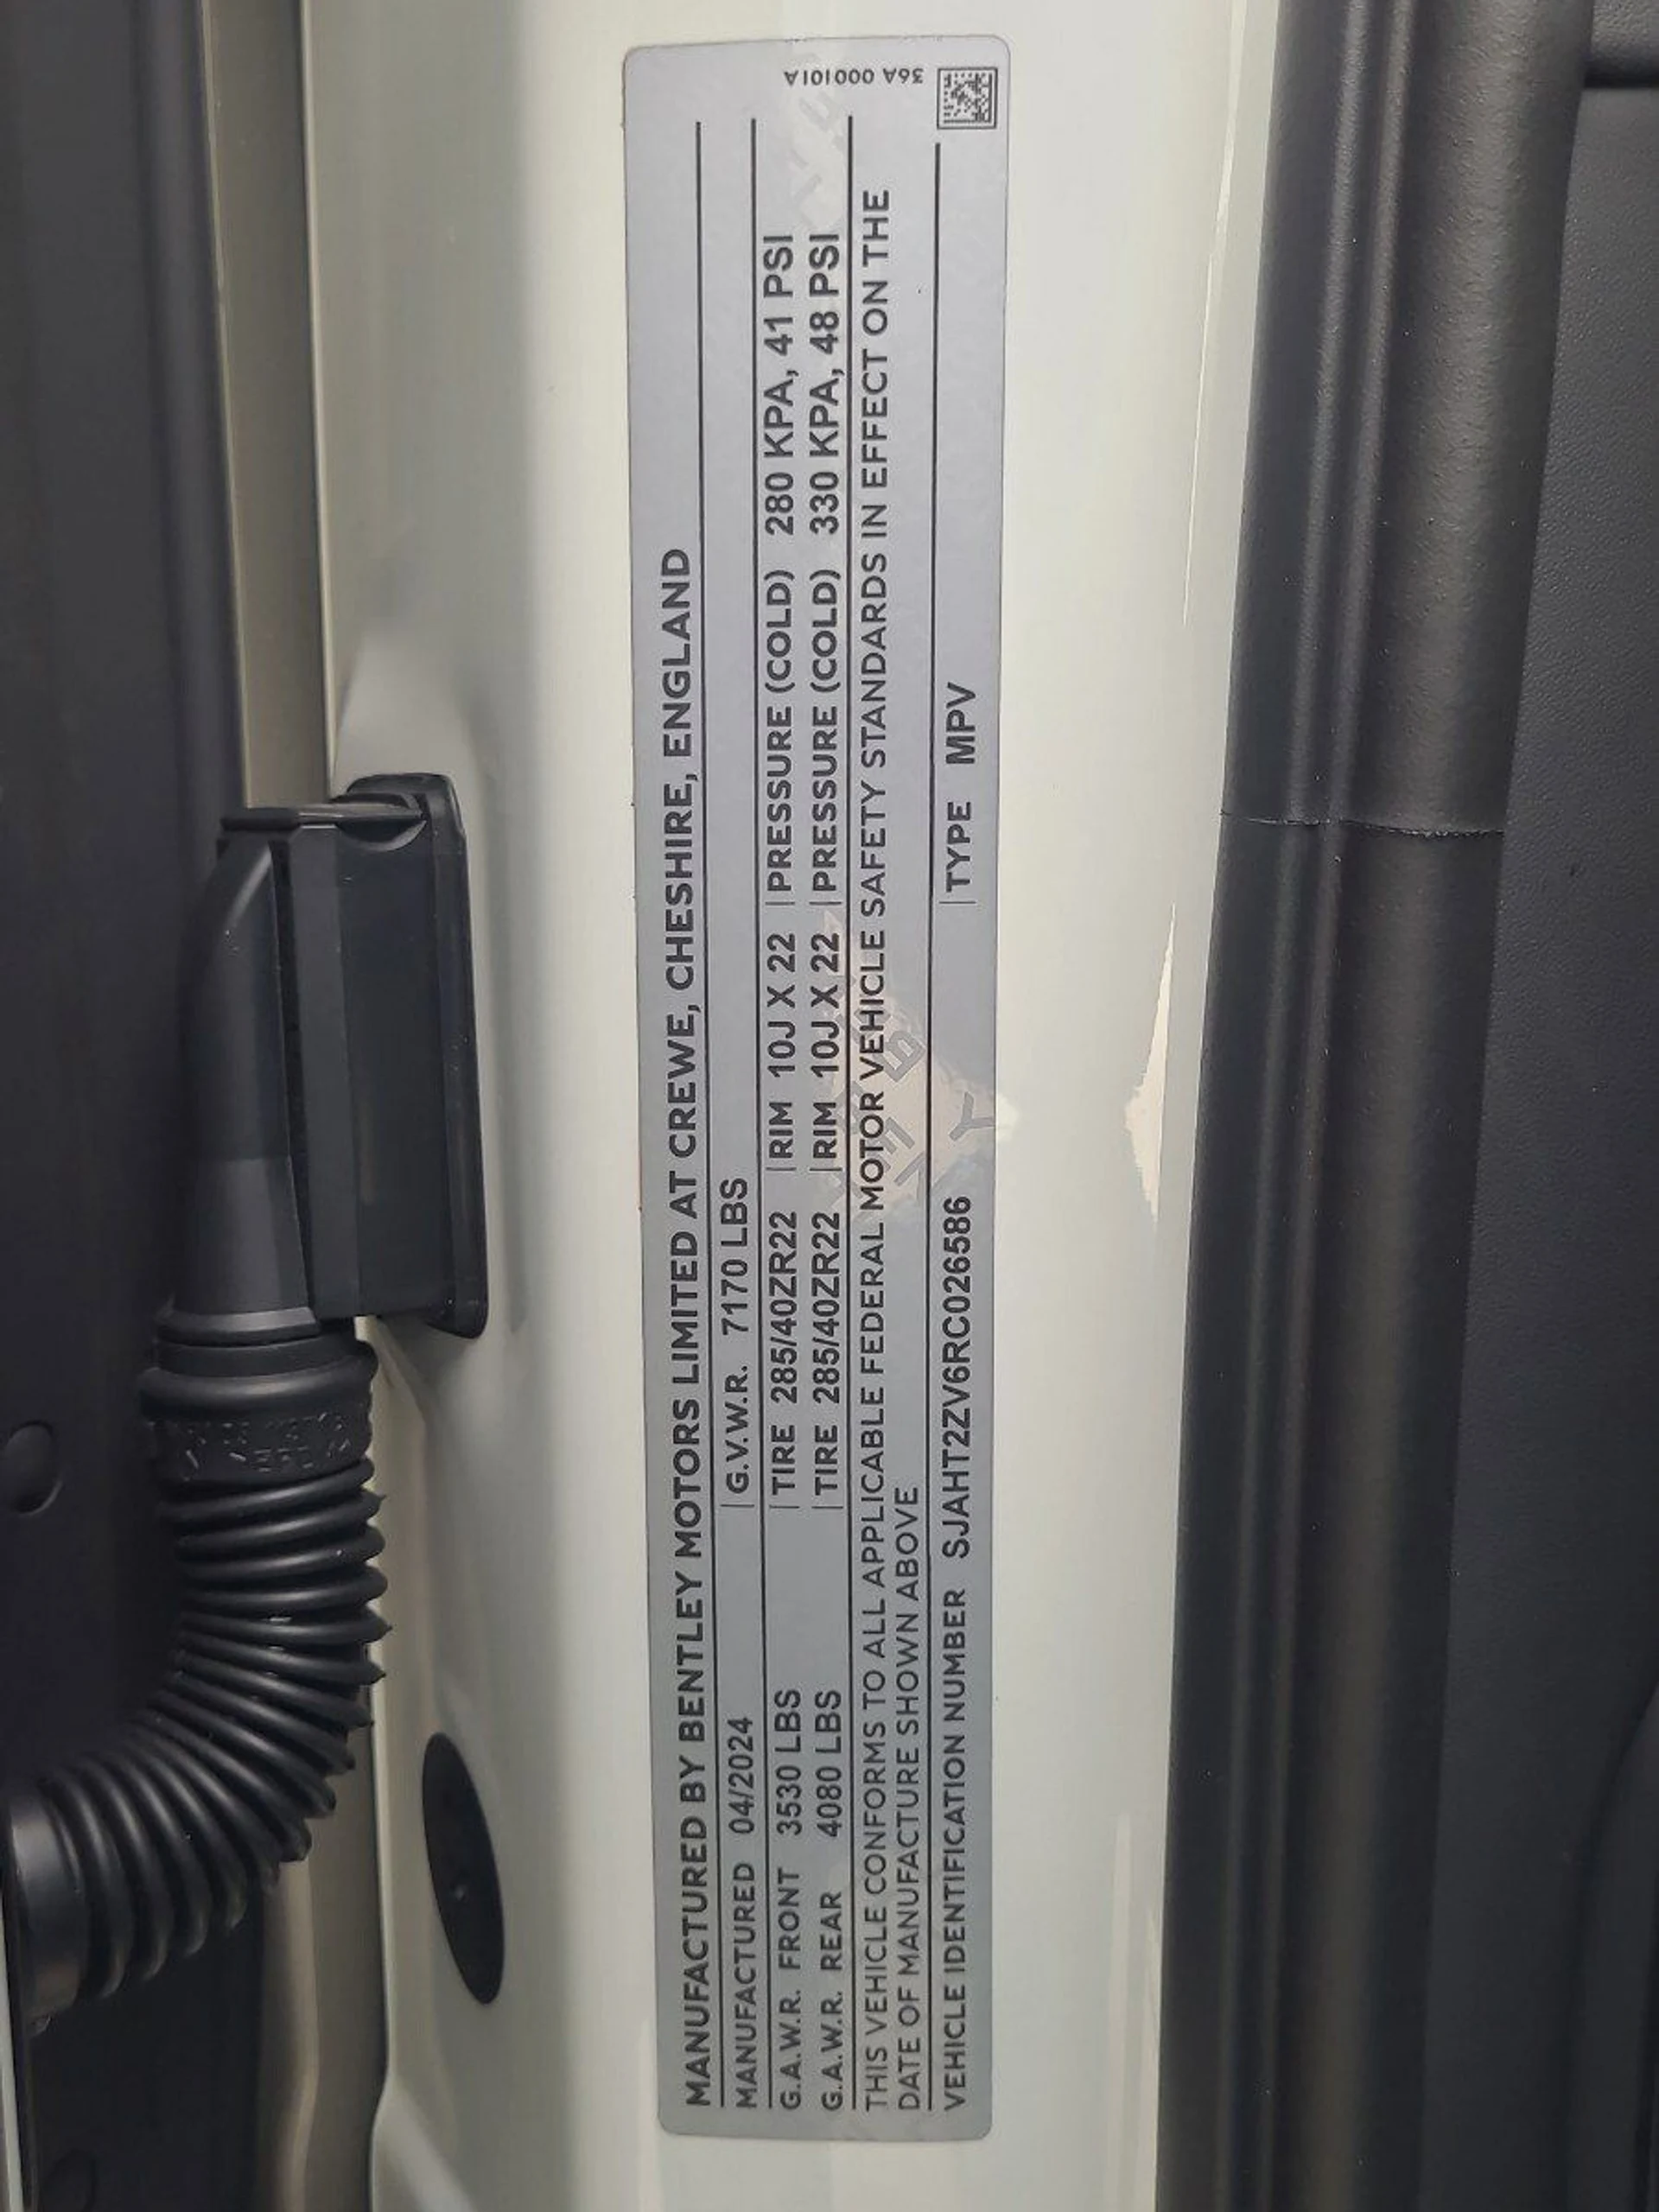 MANUFACTURED BY BENTLEY MOTORS LIMITED AT CREWE, CHESHIRE, ENGLAND
MANUFACTURED 04/2024 G.V.W.R. 7170 LBS
G.A.W.R. FRONT 3530 LBS TIRE 285/40ZR22 RIM 10J X 22 PRESSURE (COLD) 280 KPA, 41 PSI
G.A.W.R. REAR 4080 LBS TIRE 285/40ZR22 RIM 10J X 22 PRESSURE (COLD) 330 KPA, 48 PSI
THIS VEHICLE CONFORMS TO ALL APPLICABLE FEDERAL MOTOR VEHICLE SAFETY STANDARDS IN EFFECT ON THE
DATE OF MANUFACTURE SHOWN ABOVE
VEHICLE IDENTIFICATION NUMBER SJAHT2ZV6RC026586 TYPE MPV
36A 000101A